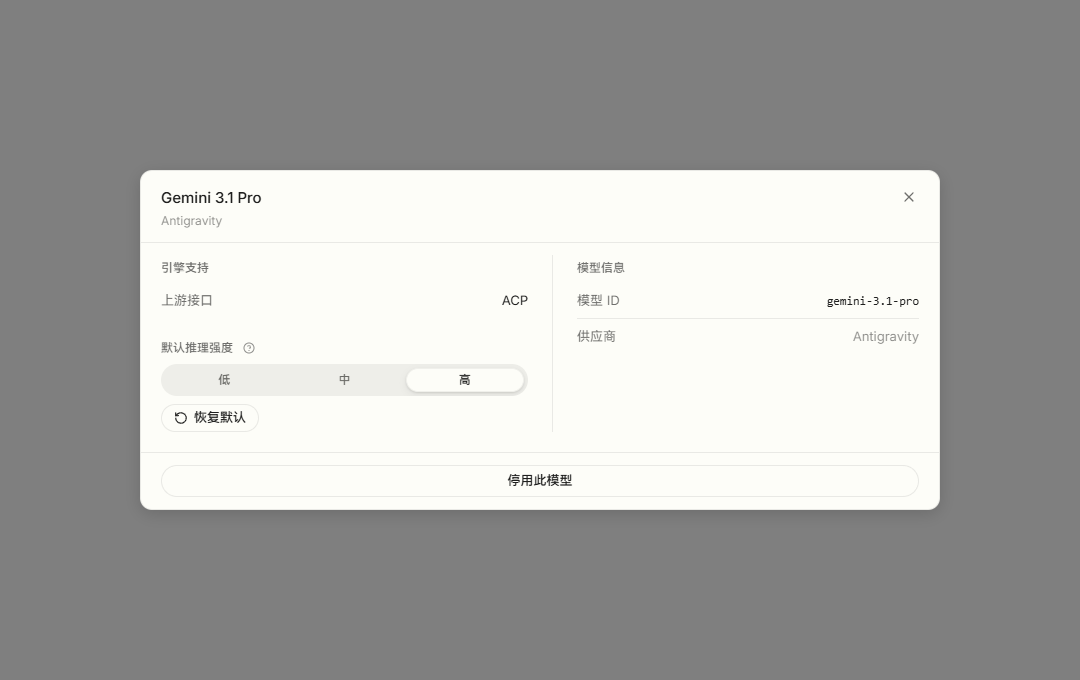 Gemini 3.1 Pro
Antigravity
引擎支持
上游接口 ACP
默认推理强度
低 中 高
恢复默认
模型信息
模型 ID gemini-3.1-pro
供应商 Antigravity
停用此模型